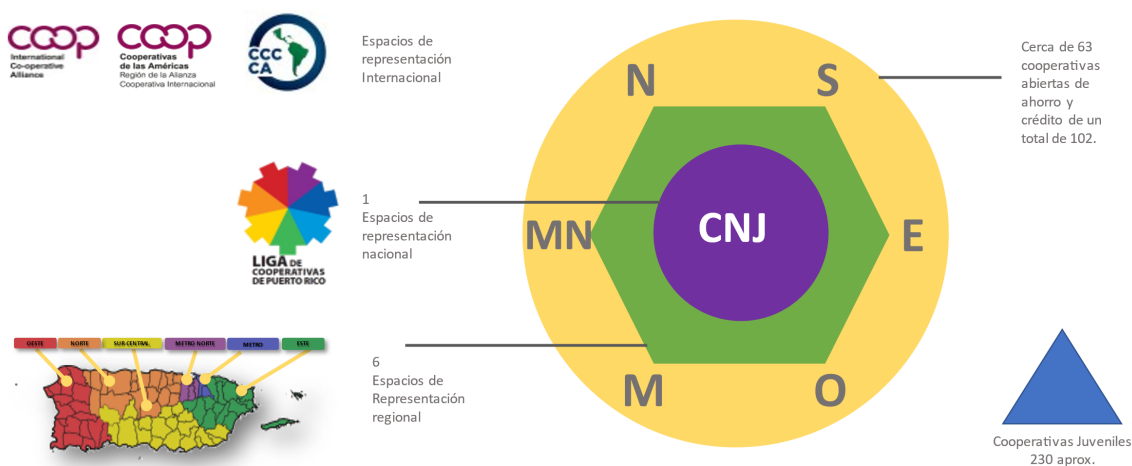 coop
International
Co-operative
Alliance
coop
Cooperativas
de las Américas
Región de la Alianza
Cooperativa Internacional
CCC
CA
Espacios de
representación
Internacional
LIGA DE
COOPERATIVAS
DE PUERTO RICO
1
Espacios de
representación
nacional
OESTE
NORTE
SUR-CENTRAL
METRO NORTE
METRO
ESTE
6
Espacios de
Representación
regional
N
S
MN
CNJ
E
M
O
Cerca de 63
cooperativas
abiertas de
ahorro y
crédito de un
total de 102.
Cooperativas Juveniles
230 aprox.